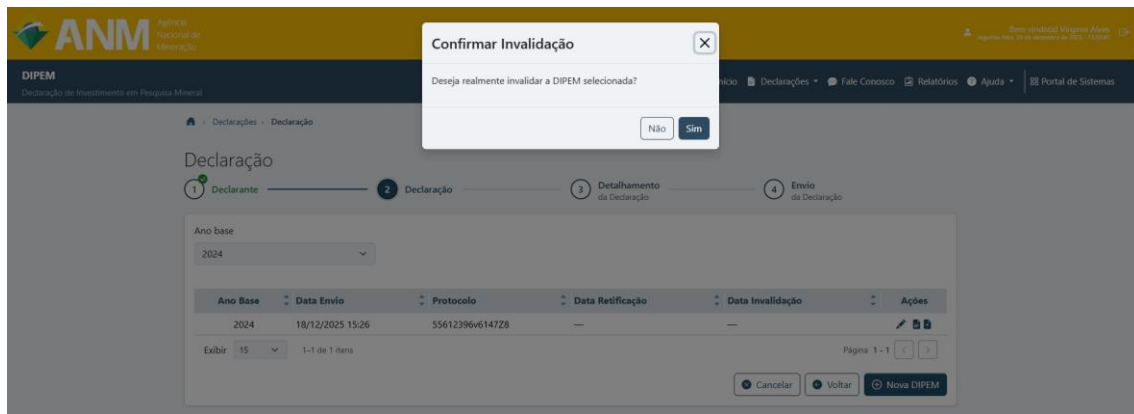 ANM
Agência
Nacional de
Mineração
Bem vindo(a) Virginia Alves
DIPEM
Declaração de Investimento em Pesquisa Mineral
Início Declarações Fale Conosco Relatórios Ajuda Portal de Sistemas
Confirmar Invalidação
Deseja realmente invalidar a DIPEM selecionada?
Não Sim
Declarações Declaração
Declaração
1 Declarante 2 Declaração 3 Detalhamento da Declaração 4 Envio da Declaração
Ano base
2024
Ano Base Data Envio Protocolo Data Retificação Data Invalidação Ações
2024 18/12/2025 15:26 55612396v6147Z8 — —
Exibir 15 1–1 de 1 itens Página 1 - 1
Cancelar Voltar Nova DIPEM